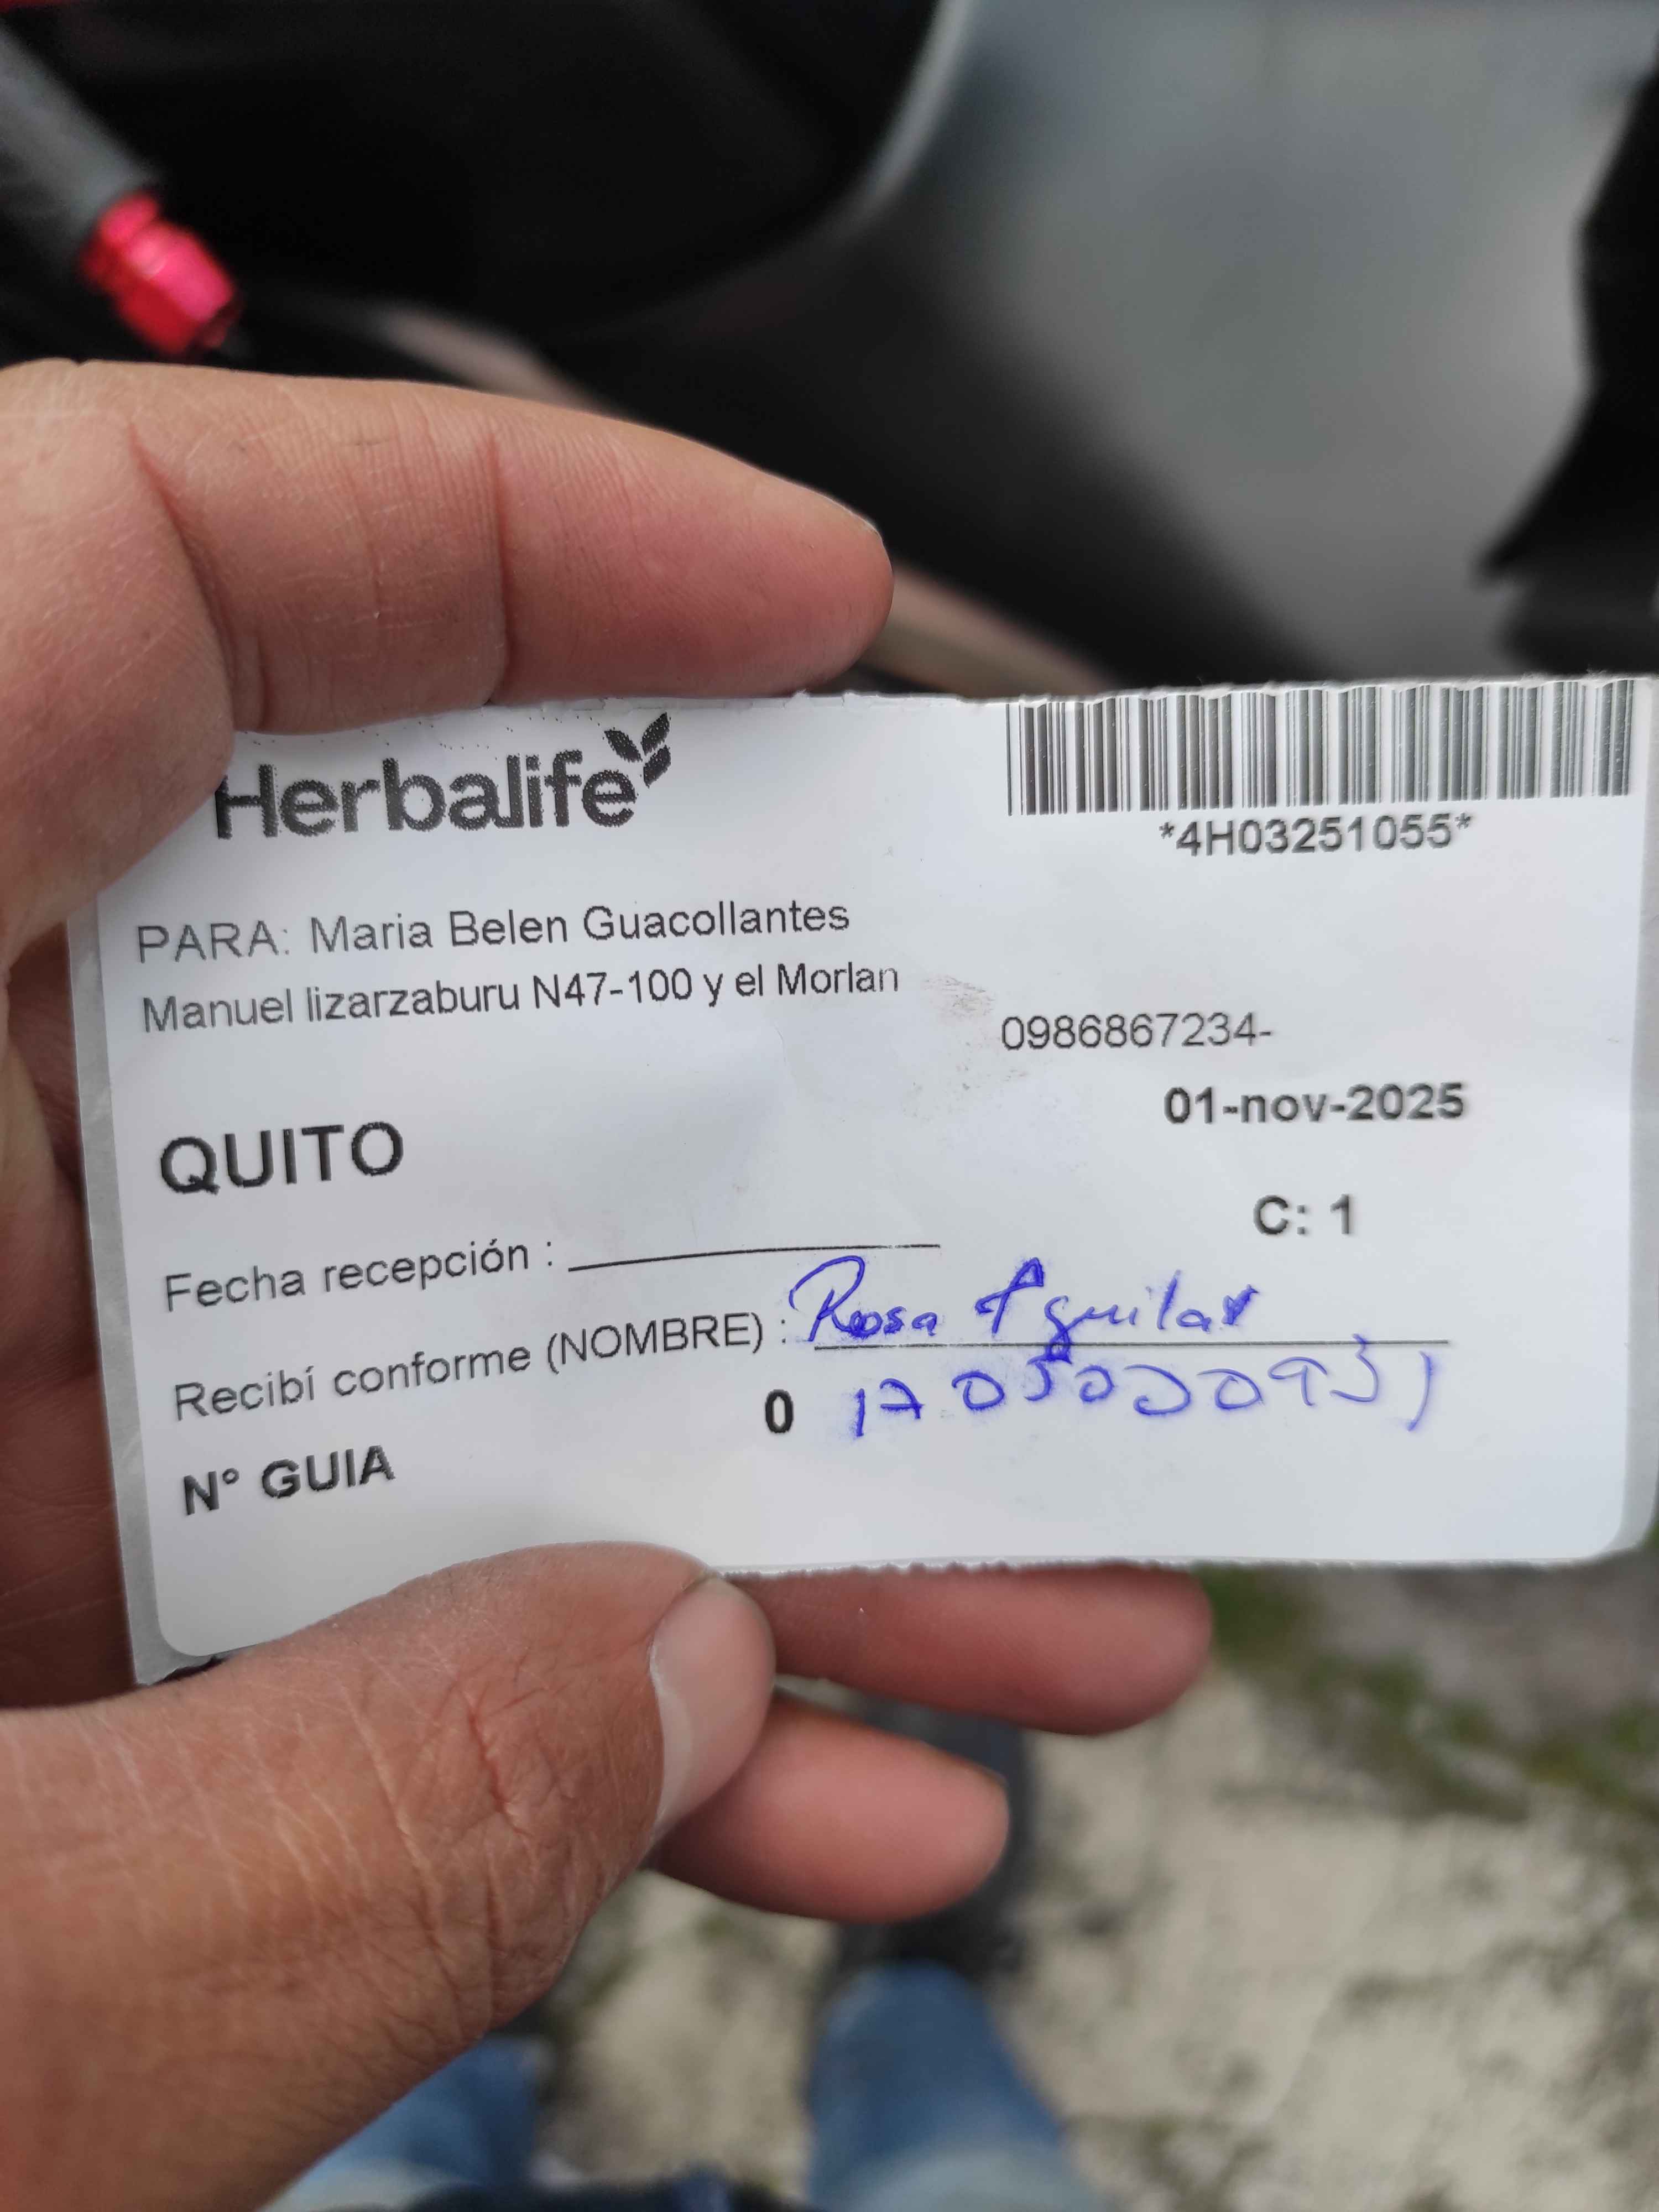 Herbalife
*4H03251055*
PARA: Maria Belen Guacollantes
Manuel lizarzaburu N47-100 y el Morlan
0986867234-
01-nov-2025
QUITO
C: 1
Fecha recepción :
Recibí conforme (NOMBRE) : Rosa Aguilar
0 1705000931
N° GUIA